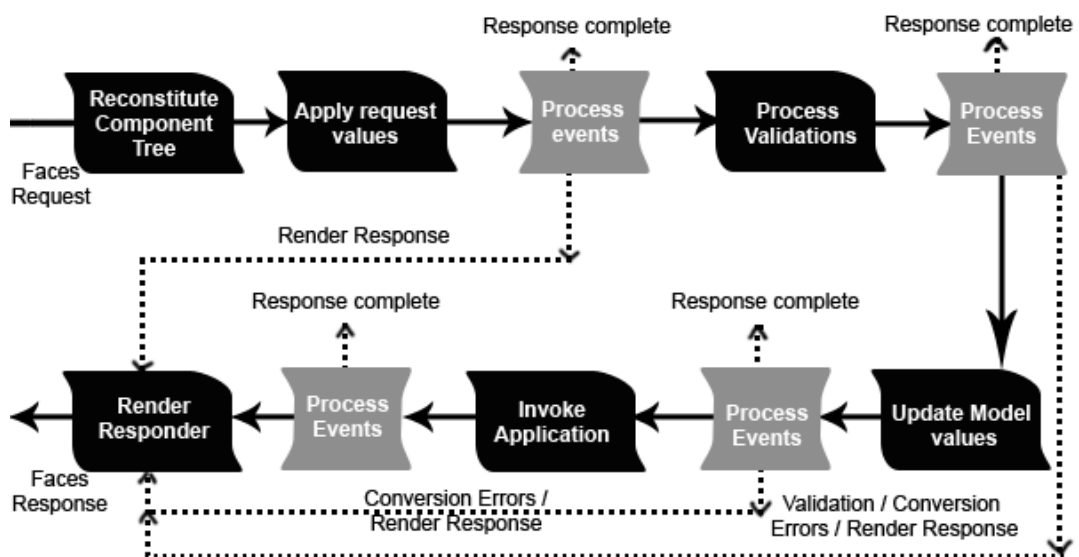 Response complete
Response complete
Reconstitute
Component
Tree
Apply request
values
Process
events
Process
Validations
Process
Events
Faces
Request
Render Response
Response complete
Response complete
Render
Responder
Process
Events
Invoke
Application
Process
Events
Update Model
values
Faces
Response
Conversion Errors /
Render Response
Validation / Conversion
Errors / Render Response